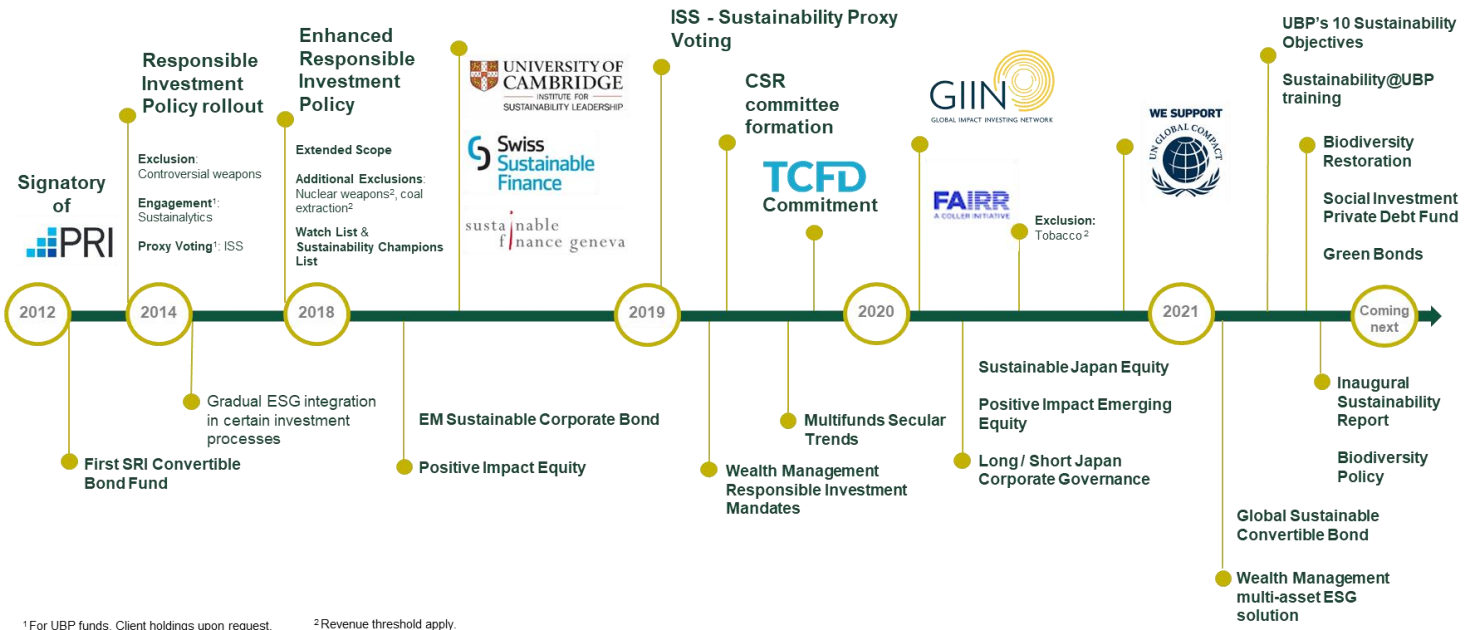 Signatory
of
PRI
Responsible
Investment
Policy rollout
Exclusion:
Controversial weapons
Engagement¹:
Sustainalytics
Proxy Voting¹: ISS
Enhanced
Responsible
Investment
Policy
Extended Scope
Additional Exclusions:
Nuclear weapons², coal
extraction²
Watch List &
Sustainability Champions
List
UNIVERSITY OF
CAMBRIDGE
INSTITUTE FOR
SUSTAINABILITY LEADERSHIP
Swiss
Sustainable
Finance
sustainable
finance geneva
ISS - Sustainability Proxy
Voting
CSR
committee
formation
TCFD
Commitment
GIIN
GLOBAL IMPACT INVESTING NETWORK
FAIRR
A COLLER INITIATIVE
Exclusion:
Tobacco²
WE SUPPORT
UN GLOBAL COMPACT
UBP's 10 Sustainability
Objectives
Sustainability@UBP
training
Biodiversity
Restoration
Social Investment
Private Debt Fund
Green Bonds
2012
2014
2018
2019
2020
2021
Coming
next
First SRI Convertible
Bond Fund
Gradual ESG integration
in certain investment
processes
EM Sustainable Corporate Bond
Positive Impact Equity
Wealth Management
Responsible Investment
Mandates
Multifunds Secular
Trends
Sustainable Japan Equity
Positive Impact Emerging
Equity
Long / Short Japan
Corporate Governance
Global Sustainable
Convertible Bond
Wealth Management
multi-asset ESG
solution
Inaugural
Sustainability
Report
Biodiversity
Policy
¹ For UBP funds. Client holdings upon request.
² Revenue threshold apply.